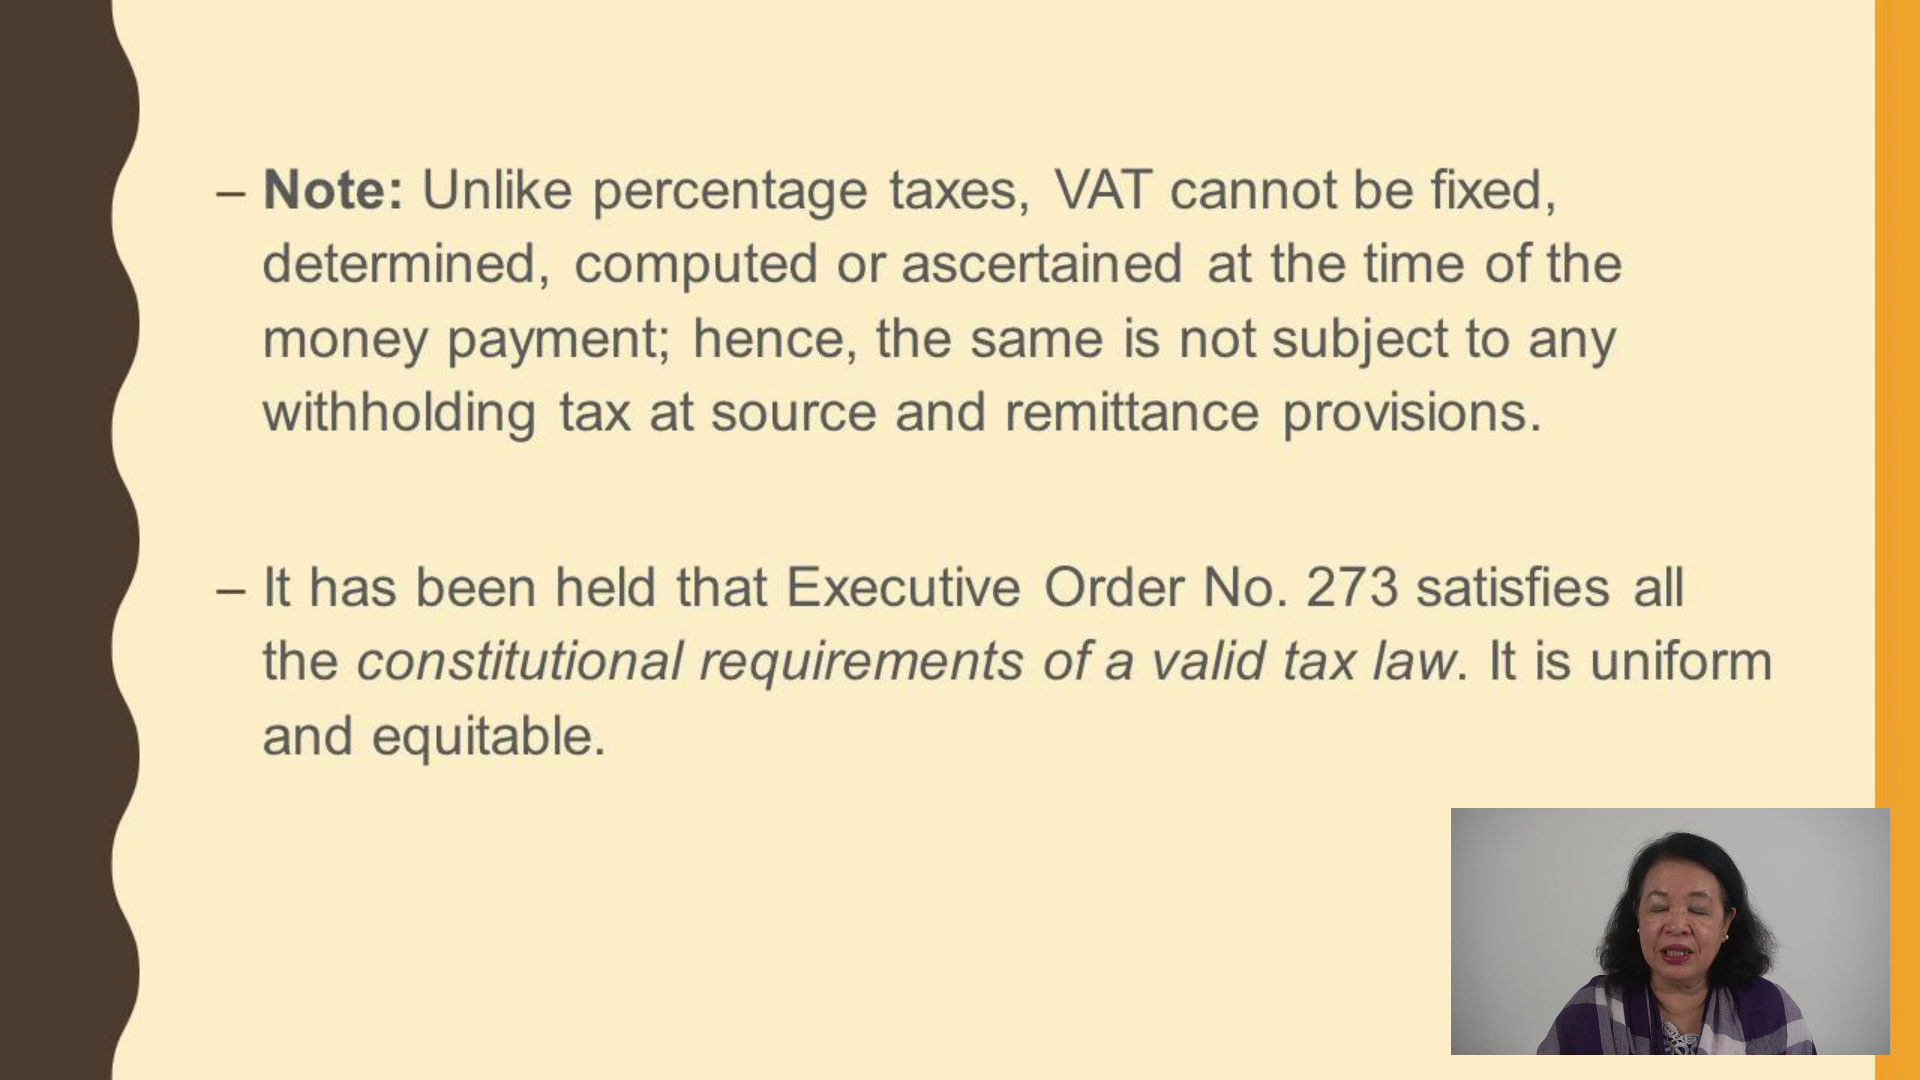 – Note: Unlike percentage taxes, VAT cannot be fixed,
determined, computed or ascertained at the time of the
money payment; hence, the same is not subject to any
withholding tax at source and remittance provisions.
– It has been held that Executive Order No. 273 satisfies all
the constitutional requirements of a valid tax law. It is uniform
and equitable.